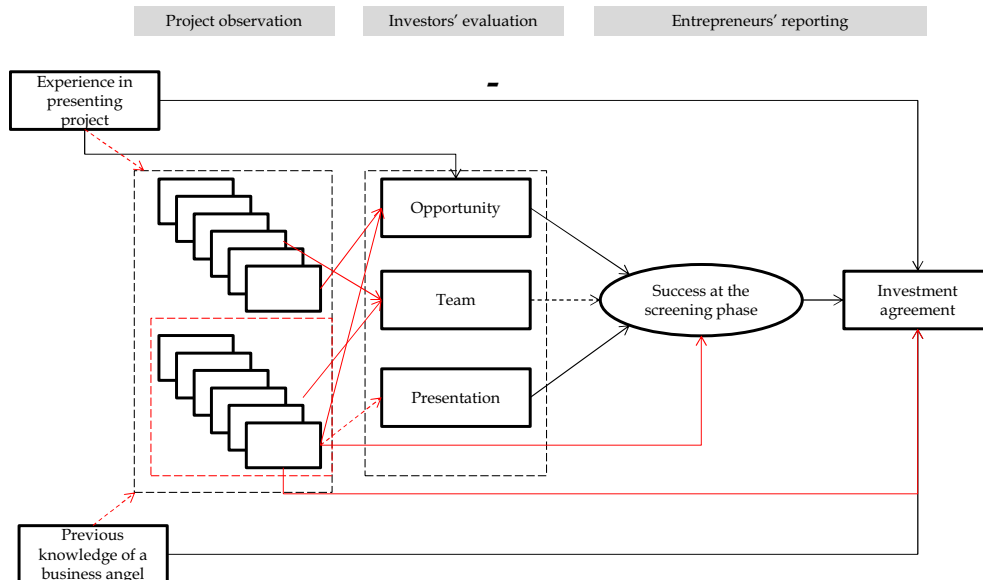 Project observation
Investors’ evaluation
Entrepreneurs’ reporting
Experience in
presenting
project
-
Opportunity
Team
Success at the
screening phase
Investment
agreement
Presentation
Previous
knowledge of a
business angel